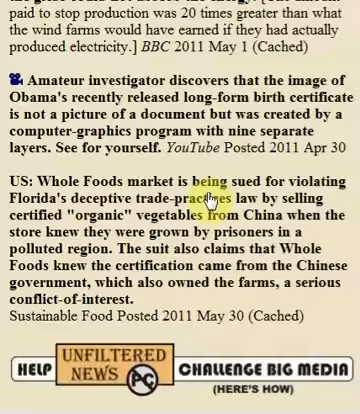 paid to stop production was 20 times greater than what
the wind farms would have earned if they had actually
produced electricity.] BBC 2011 May 1 (Cached)
Amateur investigator discovers that the image of
Obama's recently released long-form birth certificate
is not a picture of a document but was created by a
computer-graphics program with nine separate
layers. See for yourself. YouTube Posted 2011 Apr 30
US: Whole Foods market is being sued for violating
Florida's deceptive trade-practices law by selling
certified "organic" vegetables from China when the
store knew they were grown by prisoners in a
polluted region. The suit also claims that Whole
Foods knew the certification came from the Chinese
government, which also owned the farms, a serious
conflict-of-interest.
Sustainable Food Posted 2011 May 30 (Cached)
HELP UNFILTERED NEWS PC CHALLENGE BIG MEDIA
(HERE'S HOW)